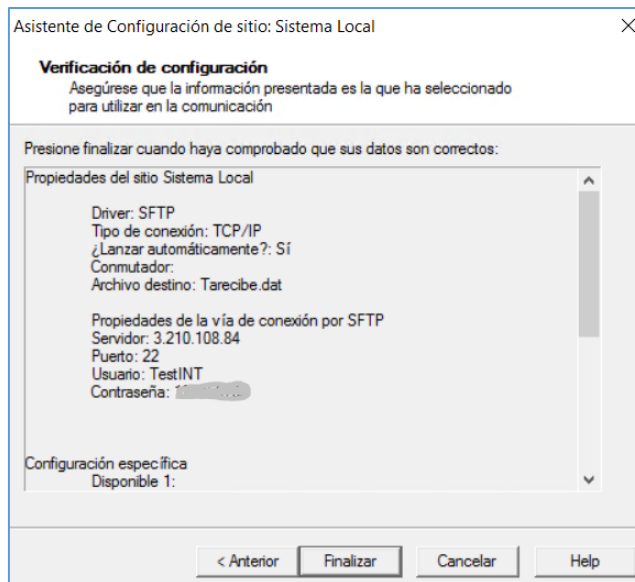 Asistente de Configuración de sitio: Sistema Local
Verificación de configuración
Asegúrese que la información presentada es la que ha seleccionado
para utilizar en la comunicación
Presione finalizar cuando haya comprobado que sus datos son correctos:
Propiedades del sitio Sistema Local
Driver: SFTP
Tipo de conexión: TCP/IP
¿Lanzar automáticamente?: Sí
Conmutador:
Archivo destino: Tarecibe.dat
Propiedades de la vía de conexión por SFTP
Servidor: 3.210.108.84
Puerto: 22
Usuario: TestINT
Contraseña:
Configuración específica
Disponible 1:
< Anterior
Finalizar
Cancelar
Help